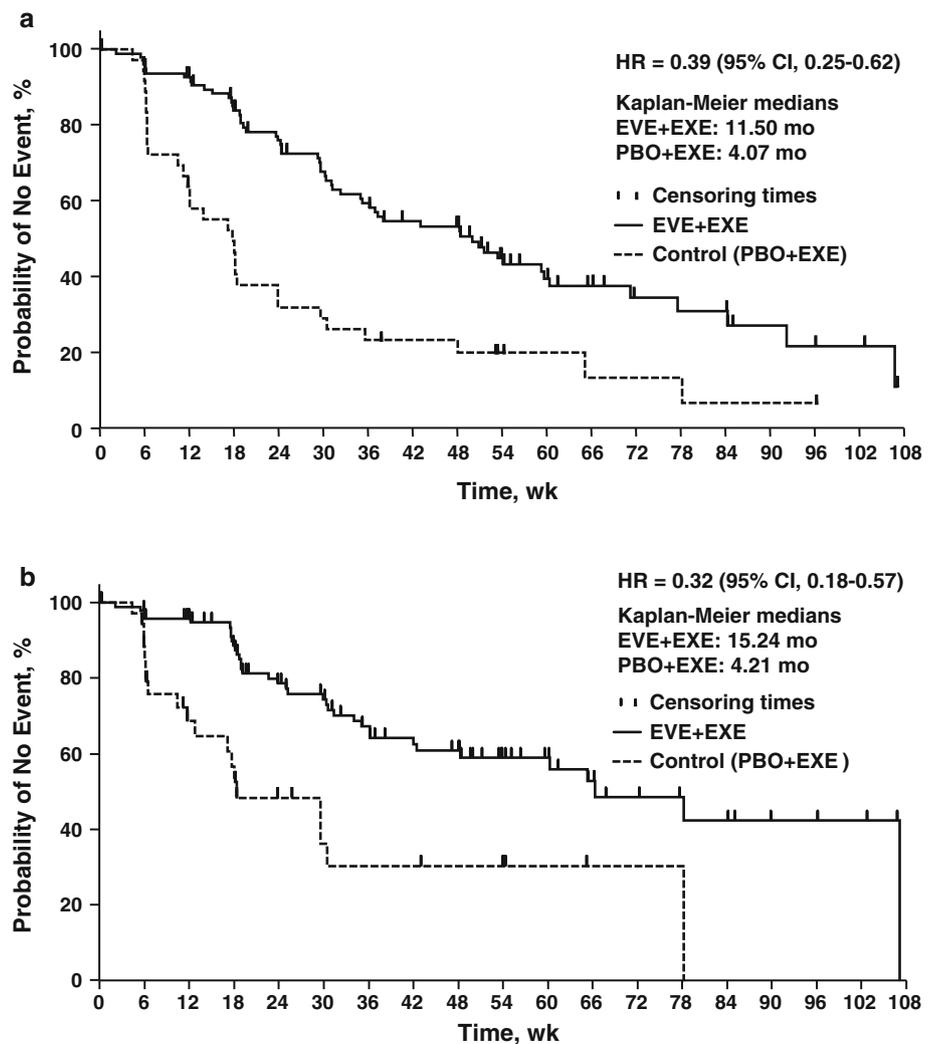 a
HR = 0.39 (95% CI, 0.25-0.62)
Kaplan-Meier medians
EVE+EXE: 11.50 mo
PBO+EXE: 4.07 mo
Censoring times
EVE+EXE
Control (PBO+EXE)
Probability of No Event, %
100
80
60
40
20
0
0 6 12 18 24 30 36 42 48 54 60 66 72 78 84 90 96 102 108
Time, wk
b
HR = 0.32 (95% CI, 0.18-0.57)
Kaplan-Meier medians
EVE+EXE: 15.24 mo
PBO+EXE: 4.21 mo
Censoring times
EVE+EXE
Control (PBO+EXE )
Probability of No Event, %
100
80
60
40
20
0
0 6 12 18 24 30 36 42 48 54 60 66 72 78 84 90 96 102 108
Time, wk